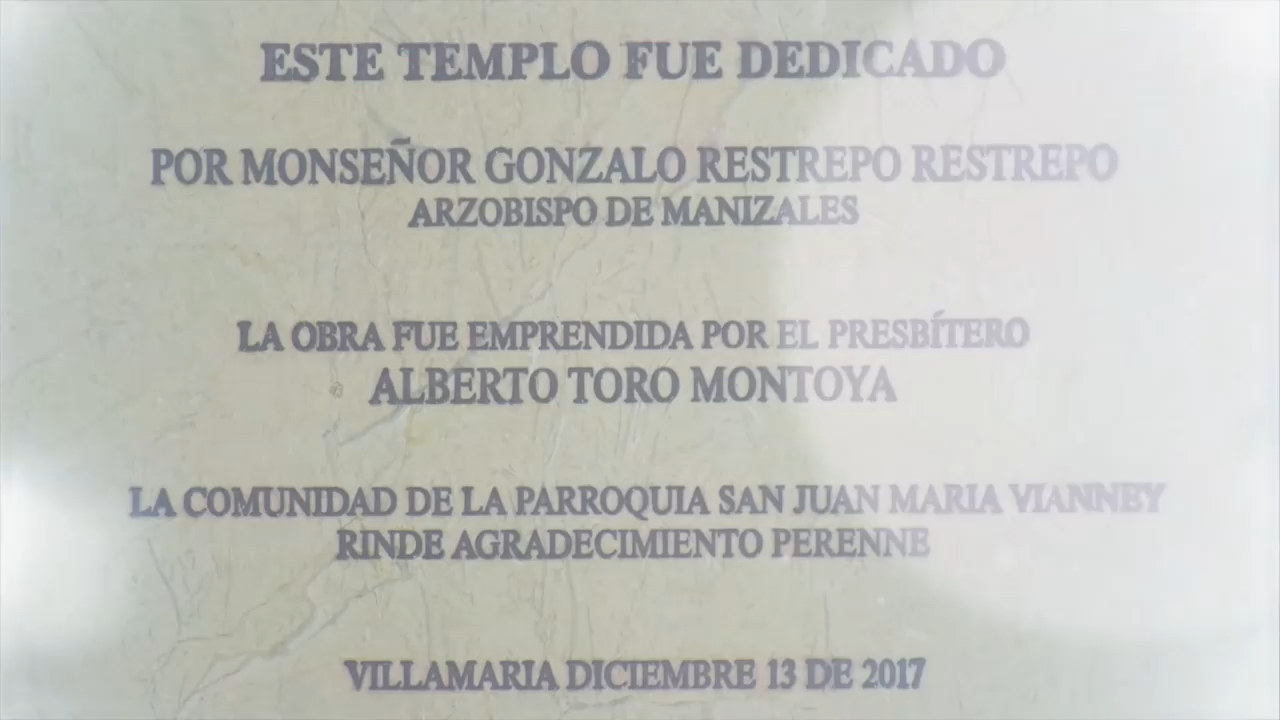 ESTE TEMPLO FUE DEDICADO
POR MONSEÑOR GONZALO RESTREPO RESTREPO
ARZOBISPO DE MANIZALES
LA OBRA FUE EMPRENDIDA POR EL PRESBÍTERO
ALBERTO TORO MONTOYA
LA COMUNIDAD DE LA PARROQUIA SAN JUAN MARIA VIANNEY
RINDE AGRADECIMIENTO PERENNE
VILLAMARIA DICIEMBRE 13 DE 2017